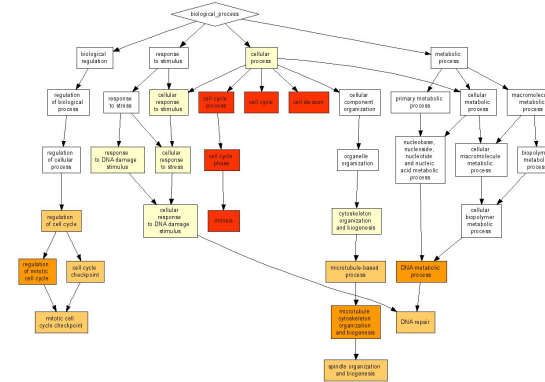 biological_process
biological
regulation
response
to stimulus
cellular
process
metabolic
process
regulation
of biological
process
response
to stress
cellular
response
to stimulus
cell cycle
process
cell cycle
cell division
cellular
component
organization
primary metabolic
process
cellular
metabolic
process
macromolecule
metabolic
process
regulation
of cellular
process
response
to DNA damage
stimulus
cellular
response
to stress
cell cycle
phase
organelle
organization
nucleobase,
nucleoside,
nucleotide
and nucleic
acid metabolic
process
cellular
macromolecule
metabolic
process
biopolymer
metabolic
process
regulation
of cell cycle
cellular
response
to DNA damage
stimulus
mitosis
cytoskeleton
organization
and biogenesis
cellular
biopolymer
metabolic
process
regulation
of mitotic
cell cycle
cell cycle
checkpoint
microtubule-based
process
DNA metabolic
process
mitotic cell
cycle checkpoint
microtubule
cytoskeleton
organization
and biogenesis
DNA repair
spindle organization
and biogenesis